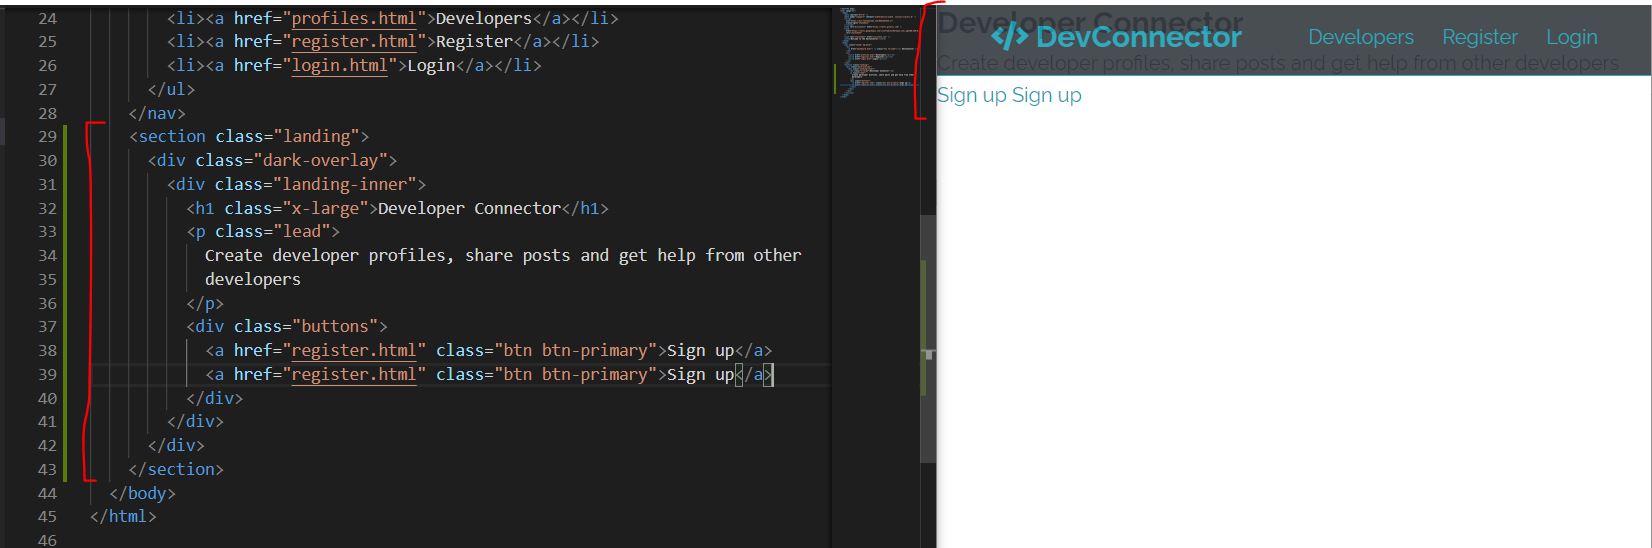 24 <li><a href="profiles.html">Developers</a></li>
25 <li><a href="register.html">Register</a></li>
26 <li><a href="login.html">Login</a></li>
27 </ul>
28 </nav>
29 <section class="landing">
30 <div class="dark-overlay">
31 <div class="landing-inner">
32 <h1 class="x-large">Developer Connector</h1>
33 <p class="lead">
34 Create developer profiles, share posts and get help from other
35 developers
36 </p>
37 <div class="buttons">
38 <a href="register.html" class="btn btn-primary">Sign up</a>
39 <a href="register.html" class="btn btn-primary">Sign up</a>
40 </div>
41 </div>
42 </div>
43 </section>
44 </body>
45 </html>
46
Developer Connector
</> DevConnector Developers Register Login
Create developer profiles, share posts and get help from other developers
Sign up Sign up